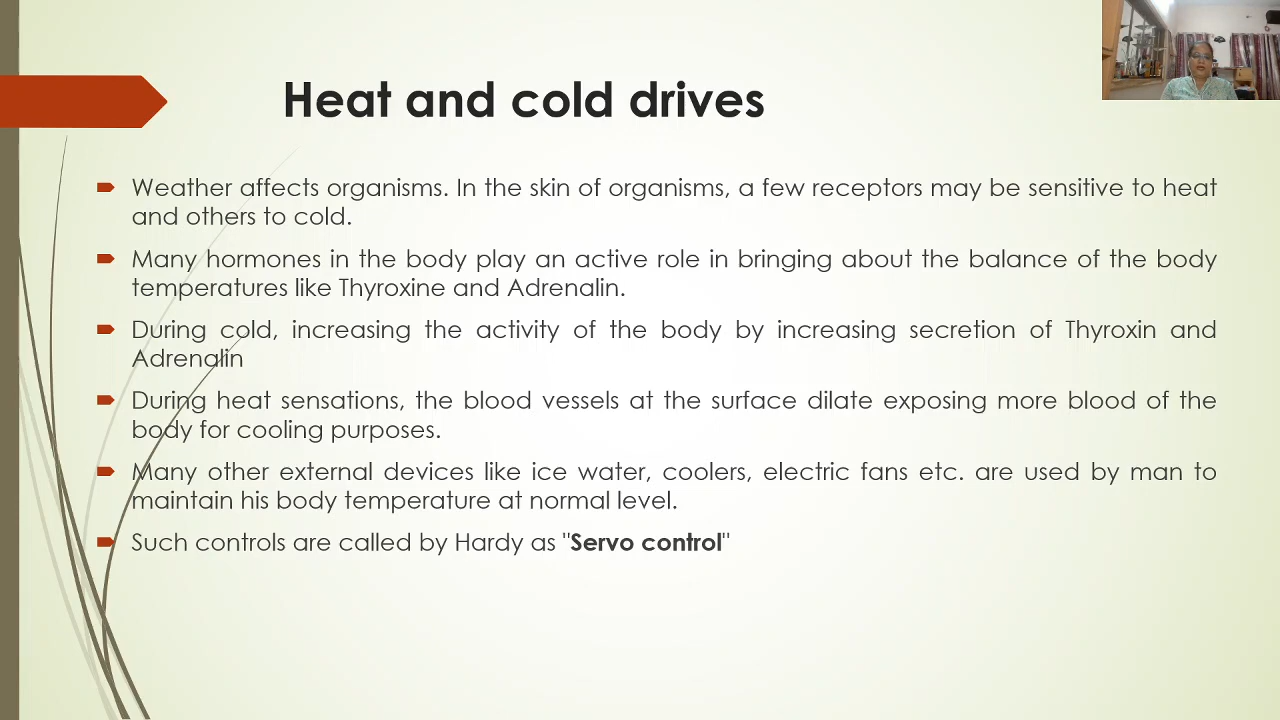 Heat and cold drives
Weather affects organisms. In the skin of organisms, a few receptors may be sensitive to heat
and others to cold.
Many hormones in the body play an active role in bringing about the balance of the body
temperatures like Thyroxine and Adrenalin.
During cold, increasing the activity of the body by increasing secretion of Thyroxin and
Adrenalin
During heat sensations, the blood vessels at the surface dilate exposing more blood of the
body for cooling purposes.
Many other external devices like ice water, coolers, electric fans etc. are used by man to
maintain his body temperature at normal level.
Such controls are called by Hardy as "Servo control"